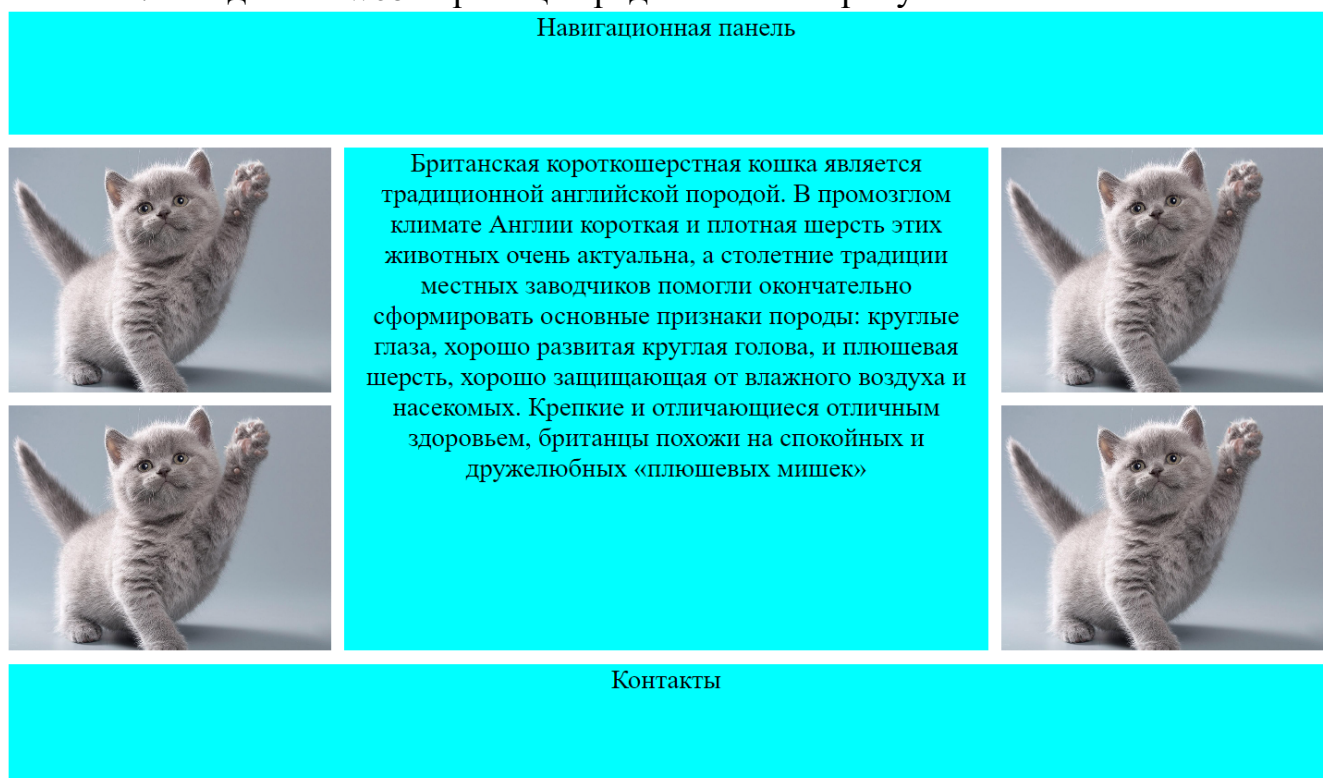 Навигационная панель
Британская короткошерстная кошка является
традиционной английской породой. В промозглом
климате Англии короткая и плотная шерсть этих
животных очень актуальна, а столетние традиции
местных заводчиков помогли окончательно
сформировать основные признаки породы: круглые
глаза, хорошо развитая круглая голова, и плюшевая
шерсть, хорошо защищающая от влажного воздуха и
насекомых. Крепкие и отличающиеся отличным
здоровьем, британцы похожи на спокойных и
дружелюбных «плюшевых мишек»
Контакты